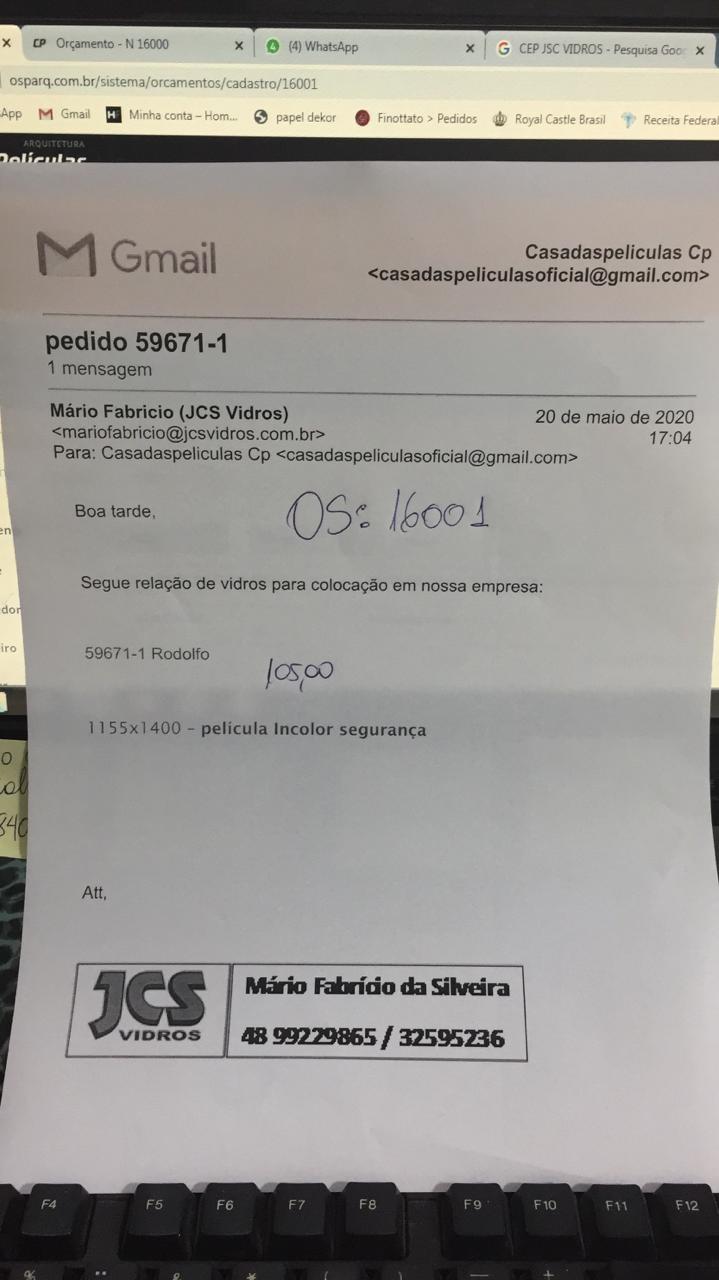 Orçamento - N 16000
(4) WhatsApp
CEP JSC VIDROS - Pesquisa Goo
osparq.com.br/sistema/orcamentos/cadastro/16001
App Gmail Minha conta – Hom... papel dekor Finottato > Pedidos Royal Castle Brasil Receita Federal
ARQUITETURA
Películas
Gmail
Casadaspeliculas Cp
<casadaspeliculasoficial@gmail.com>
pedido 59671-1
1 mensagem
Mário Fabricio (JCS Vidros)
<mariofabricio@jcsvidros.com.br>
Para: Casadaspeliculas Cp <casadaspeliculasoficial@gmail.com>
20 de maio de 2020
17:04
Boa tarde,
OS: 16001
Segue relação de vidros para colocação em nossa empresa:
59671-1 Rodolfo
105,00
1155x1400 – película Incolor segurança
Att,
JCS
VIDROS
Mário Fabrício da Silveira
48 99229865 / 32595236
F4 F5 F6 F7 F8 F9 F10 F11 F12